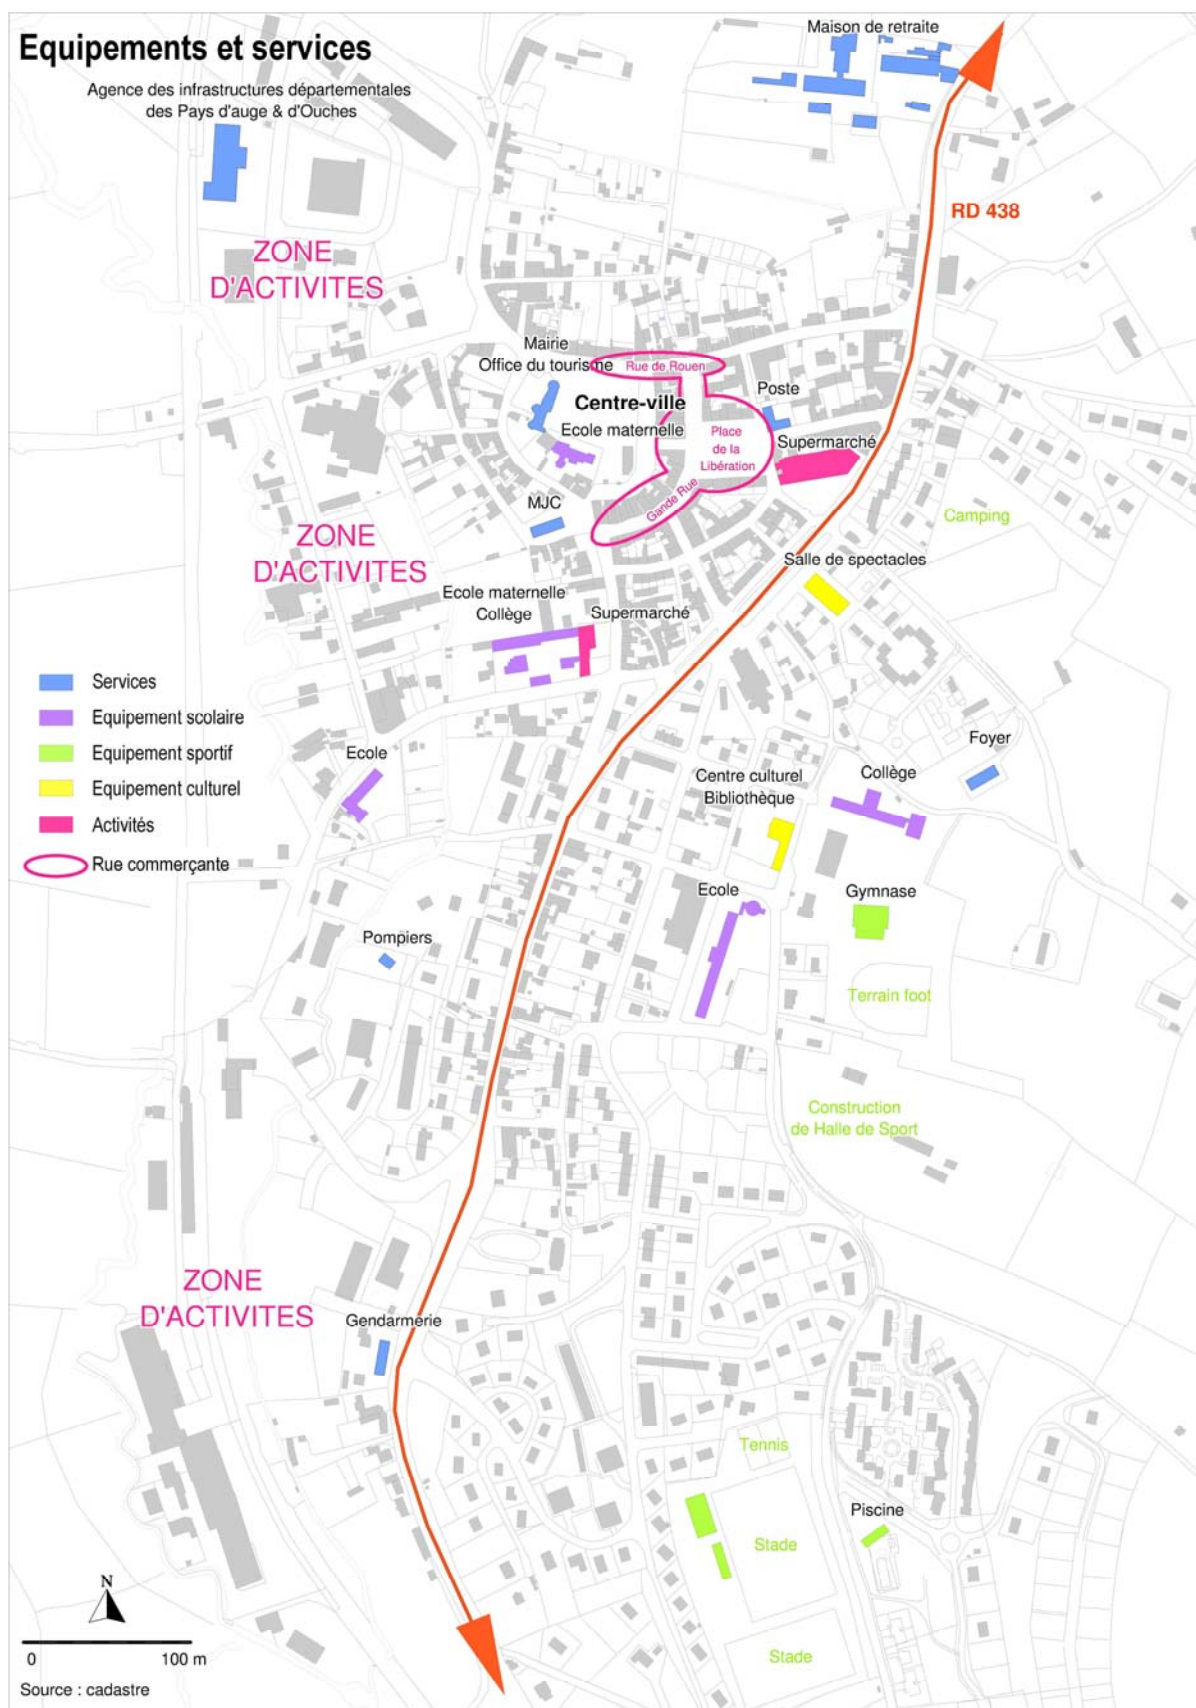 Equipements et services
Agence des infrastructures départementales
des Pays d'auge & d'Ouches
Maison de retraite
RD 438
ZONE
D'ACTIVITES
Mairie
Office du tourisme
Rue de Rouen
Centre-ville
Ecole maternelle
Poste
Place
de la
Libération
Supermarché
Gande Rue
MJC
Camping
ZONE
D'ACTIVITES
Salle de spectacles
Ecole maternelle
Collège
Supermarché
Services
Equipement scolaire
Equipement sportif
Equipement culturel
Activités
Rue commerçante
Ecole
Foyer
Centre culturel
Bibliothèque
Collège
Ecole
Gymnase
Pompiers
Terrain foot
Construction
de Halle de Sport
ZONE
D'ACTIVITES
Gendarmerie
Tennis
Piscine
Stade
Stade
N
0 100 m
Source : cadastre